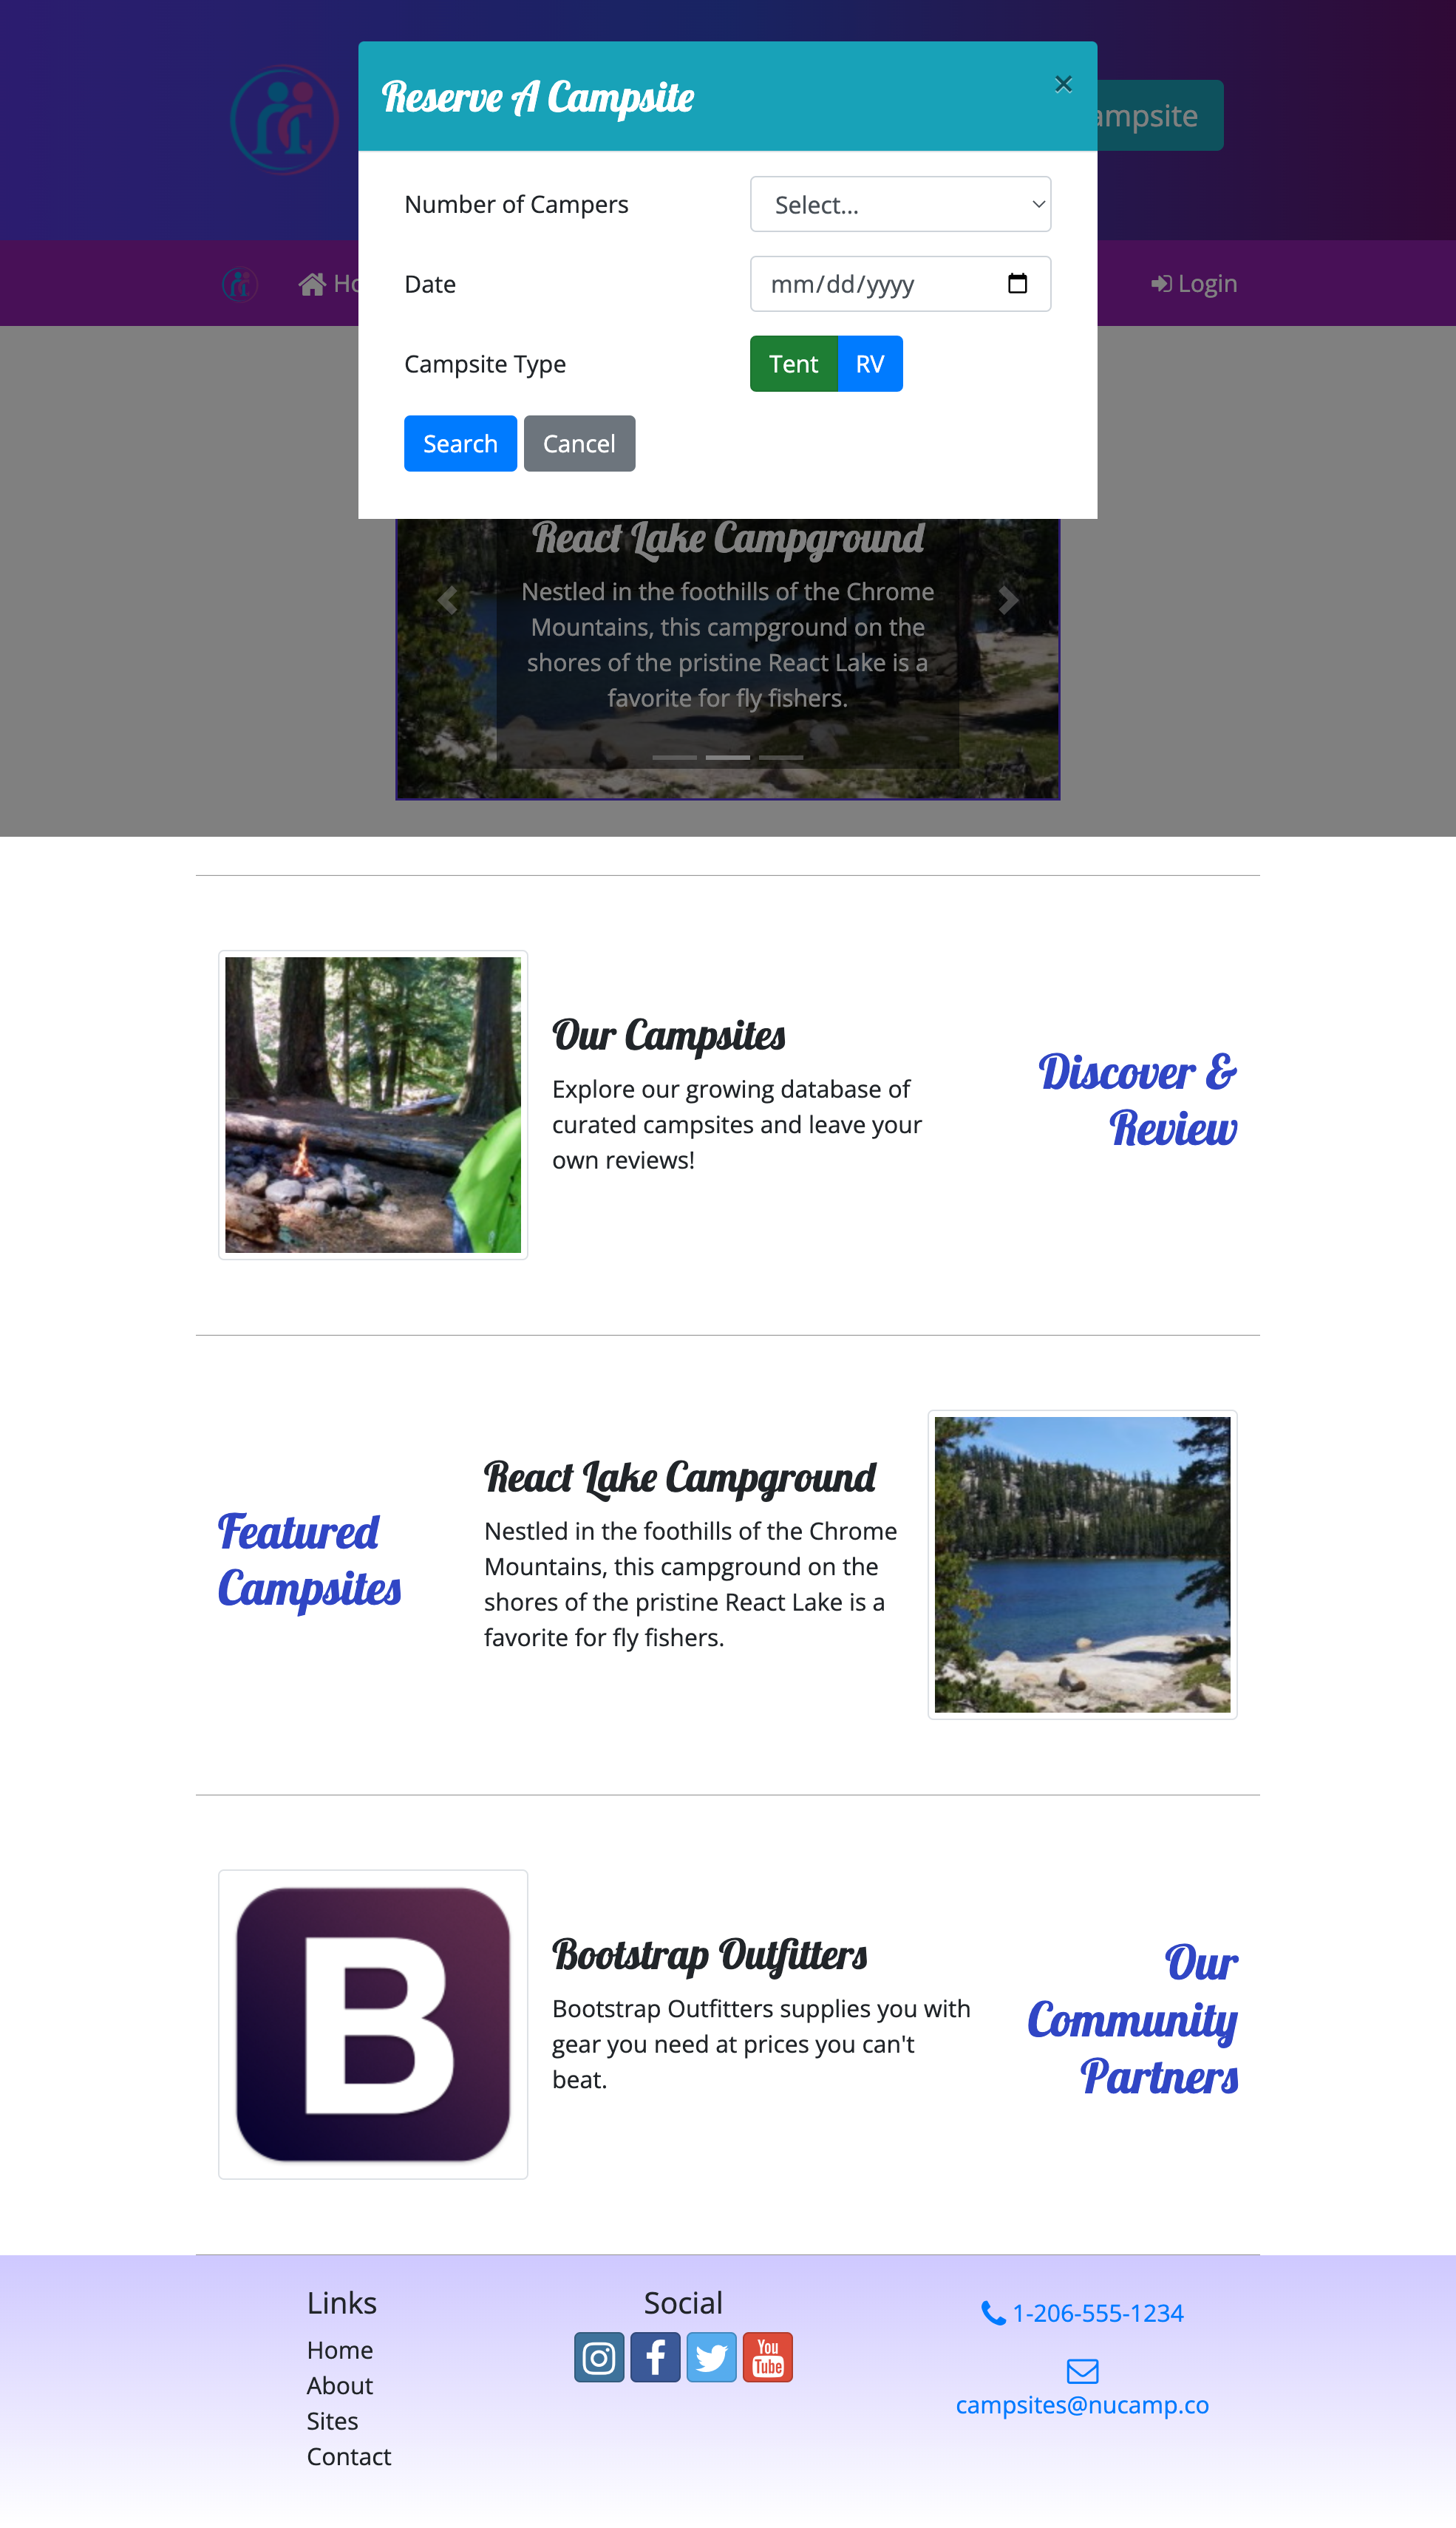 Reserve A Campsite
×
Number of Campers
Select...
Date
mm/dd/yyyy
Campsite Type
Tent RV
Search Cancel
ampsite
Ho
Login
React Lake Campground
Nestled in the foothills of the Chrome
Mountains, this campground on the
shores of the pristine React Lake is a
favorite for fly fishers.
Our Campsites
Explore our growing database of
curated campsites and leave your
own reviews!
Discover &
Review
Featured
Campsites
React Lake Campground
Nestled in the foothills of the Chrome
Mountains, this campground on the
shores of the pristine React Lake is a
favorite for fly fishers.
B
Bootstrap Outfitters
Bootstrap Outfitters supplies you with
gear you need at prices you can't
beat.
Our
Community
Partners
Links
Home
About
Sites
Contact
Social
You
Tube
1-206-555-1234
campsites@nucamp.co